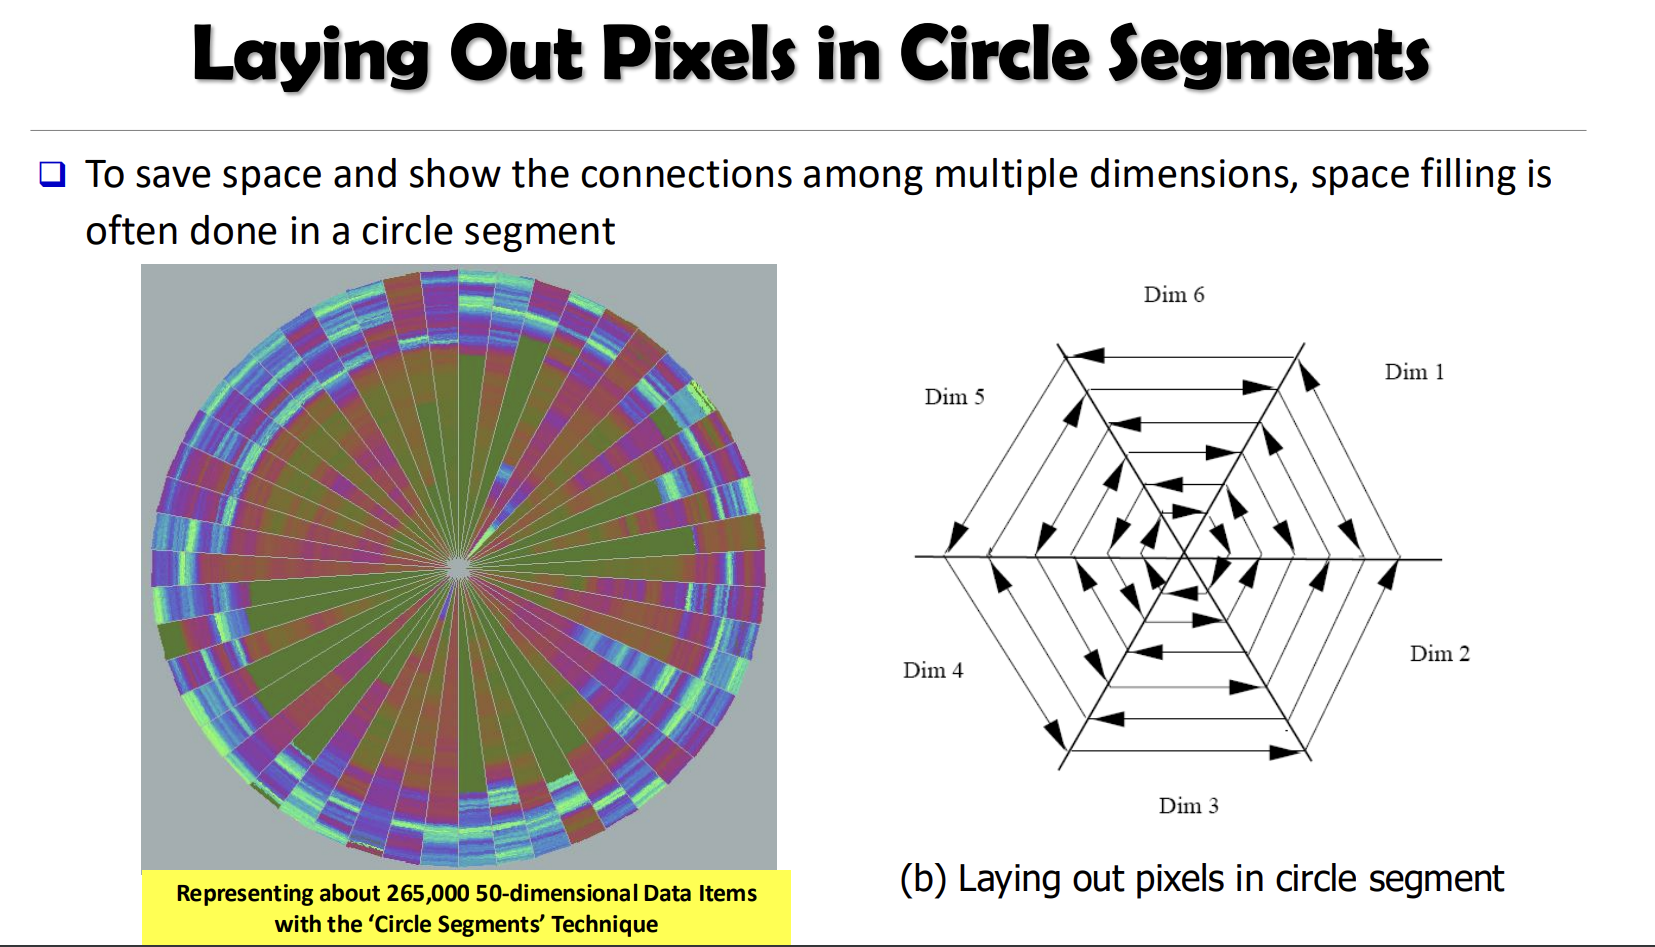 Laying Out Pixels in Circle Segments
To save space and show the connections among multiple dimensions, space filling is
often done in a circle segment
Dim 6
Dim 1
Dim 5
Dim 4
Dim 2
Dim 3
Representing about 265,000 50-dimensional Data Items
with the ‘Circle Segments’ Technique
(b) Laying out pixels in circle segment